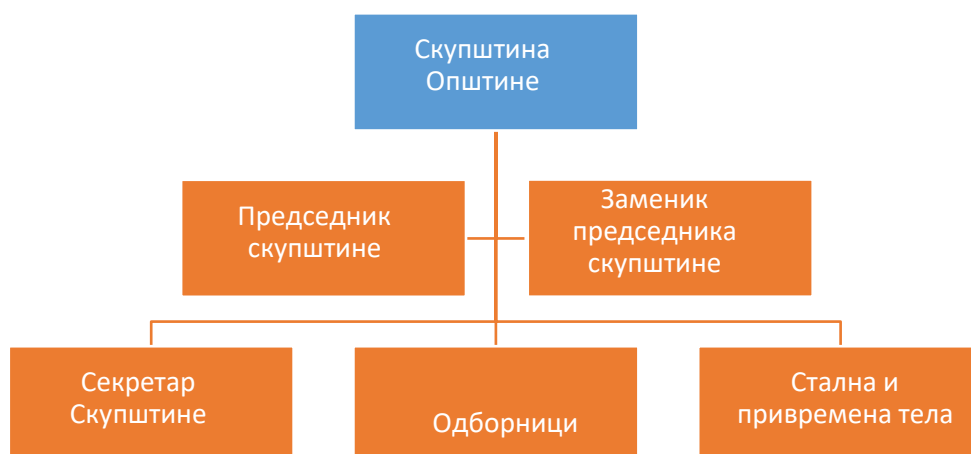 Скупштина
Општине
Председник
скупштине
Заменик
председника
скупштине
Секретар
Скупштине
Одборници
Стална и
привремена тела